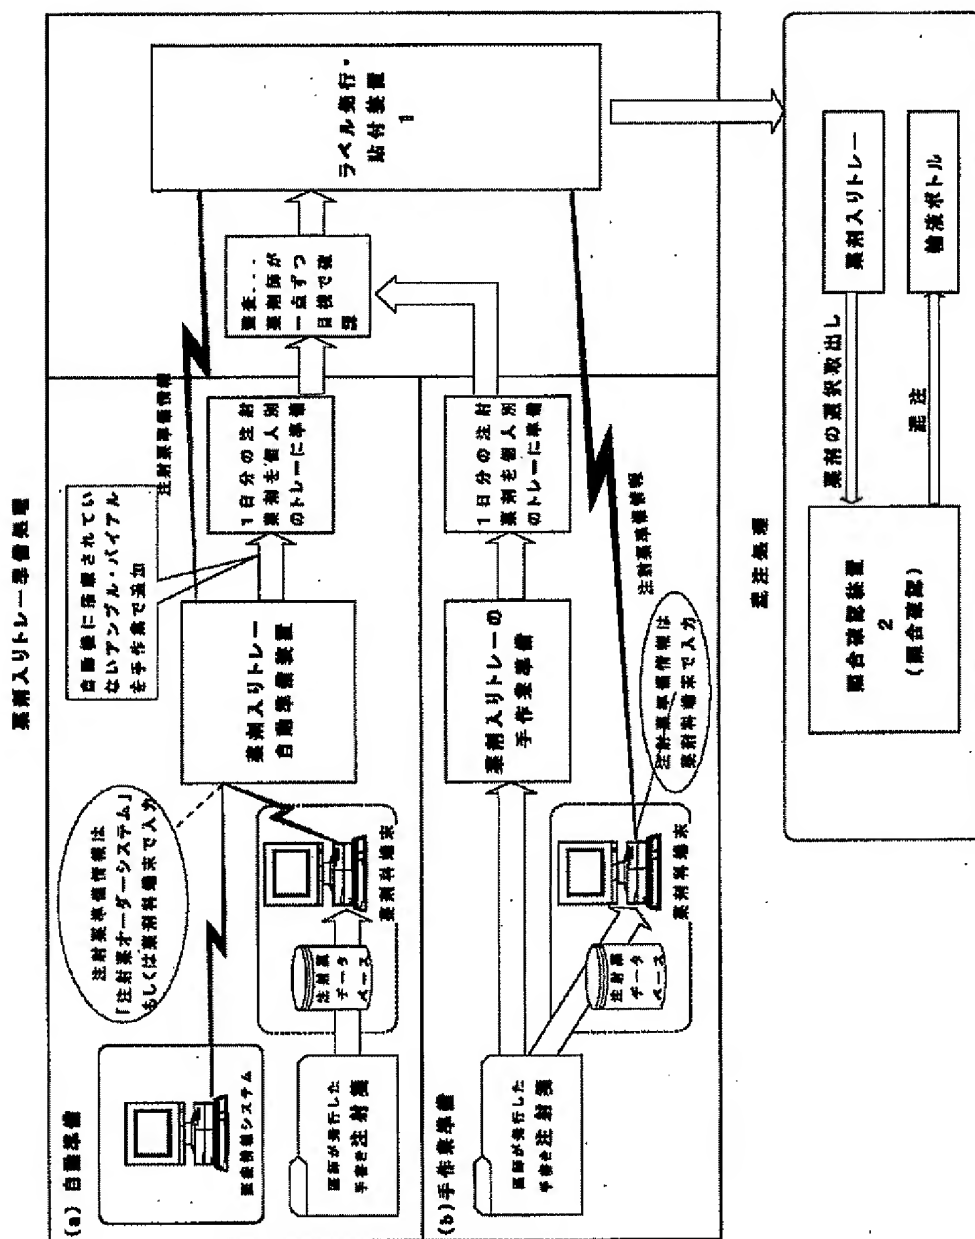 薬剤入りトレー準備処理
(a) 自動準備
医療情報システム
注射薬準備情報は
「注射薬オーダーシステム」
もしくは薬剤科端末で入力
医師が発行した
手書き注射箋
注射薬
データ
ベース
薬剤科端末
薬剤入りトレー
自動準備装置
自動機に搭載されてい
ないアンプル・バイアル
を手作業で追加
注射薬準備情報
1日分の注射
薬剤を個人別
のトレーに準備
監査...
薬剤師が
一点ずつ
目視で確
認
ラベル発行・
貼付装置
1
(b)手作業準備
医師が発行した
手書き注射箋
注射薬
データ
ベース
薬剤科端末
薬剤入りトレーの
手作業準備
注射薬準備情報は
薬剤科端末で入力
注射薬準備情報
1日分の注射
薬剤を個人別
のトレーに準備
混注処理
照合確認装置
2
(照合確認)
薬剤の選択取出し
混注
薬剤入りトレー
輸液ボトル